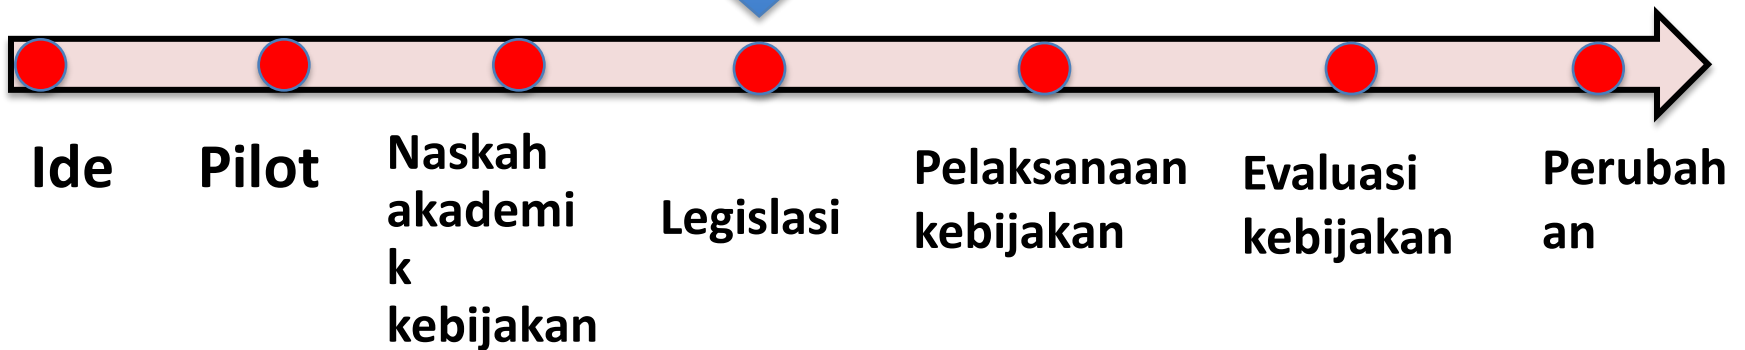 Ide
Pilot
Naskah
akademi
k
kebijakan
Legislasi
Pelaksanaan
kebijakan
Evaluasi
kebijakan
Perubah
an